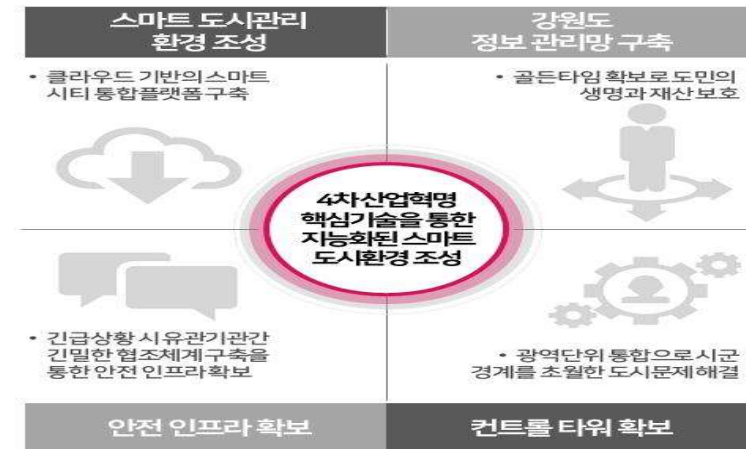 스마트 도시관리
환경 조성
강원도
정보 관리망 구축
• 클라우드 기반의 스마트
시티 통합플랫폼 구축
• 골든타임 확보로 도민의
생명과 재산 보호
4차 산업혁명
핵심기술을 통한
지능화된 스마트
도시환경 조성
• 긴급상황 시 유관기관간
긴밀한 협조체계 구축을
통한 안전 인프라 확보
• 광역단위 통합으로 시군
경계를 초월한 도시문제 해결
안전 인프라 확보
컨트롤 타워 확보